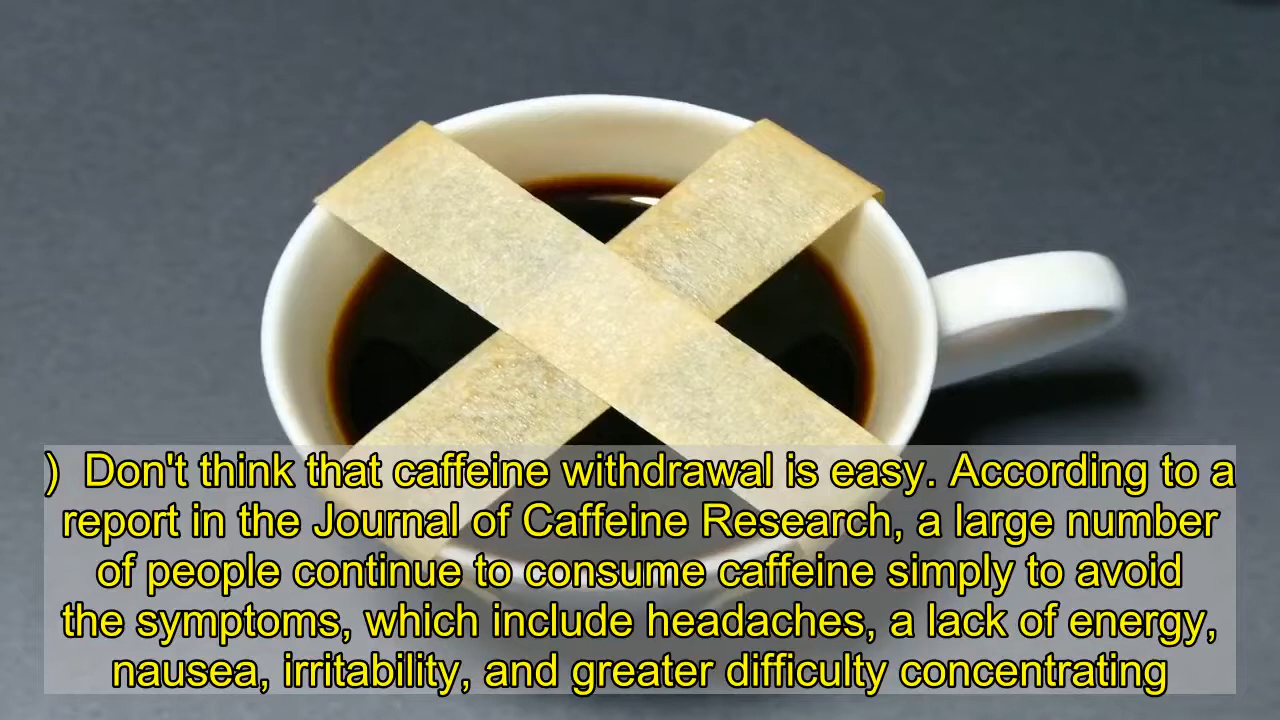 )  Don't think that caffeine withdrawal is easy. According to a
report in the Journal of Caffeine Research, a large number
of people continue to consume caffeine simply to avoid
the symptoms, which include headaches, a lack of energy,
nausea, irritability, and greater difficulty concentrating